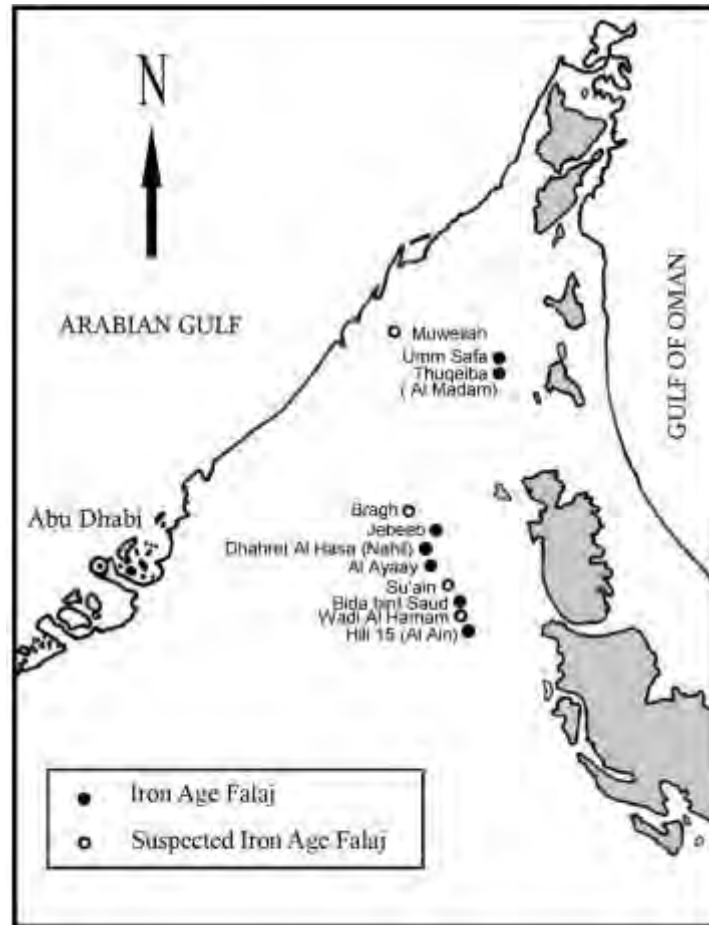 N
ARABIAN GULF
GULF OF OMAN
Muweilah
Umm Safa
Thuqeiba
( Al Madam)
Abu Dhabi
Bragh
Jebeeb
Dhahret Al Hasa (Nahil)
Al Ayaay
Su'ain
Bida bint Saud
Wadi Al Hamam
Hili 15 (Al Ain)
Iron Age Falaj
Suspected Iron Age Falaj